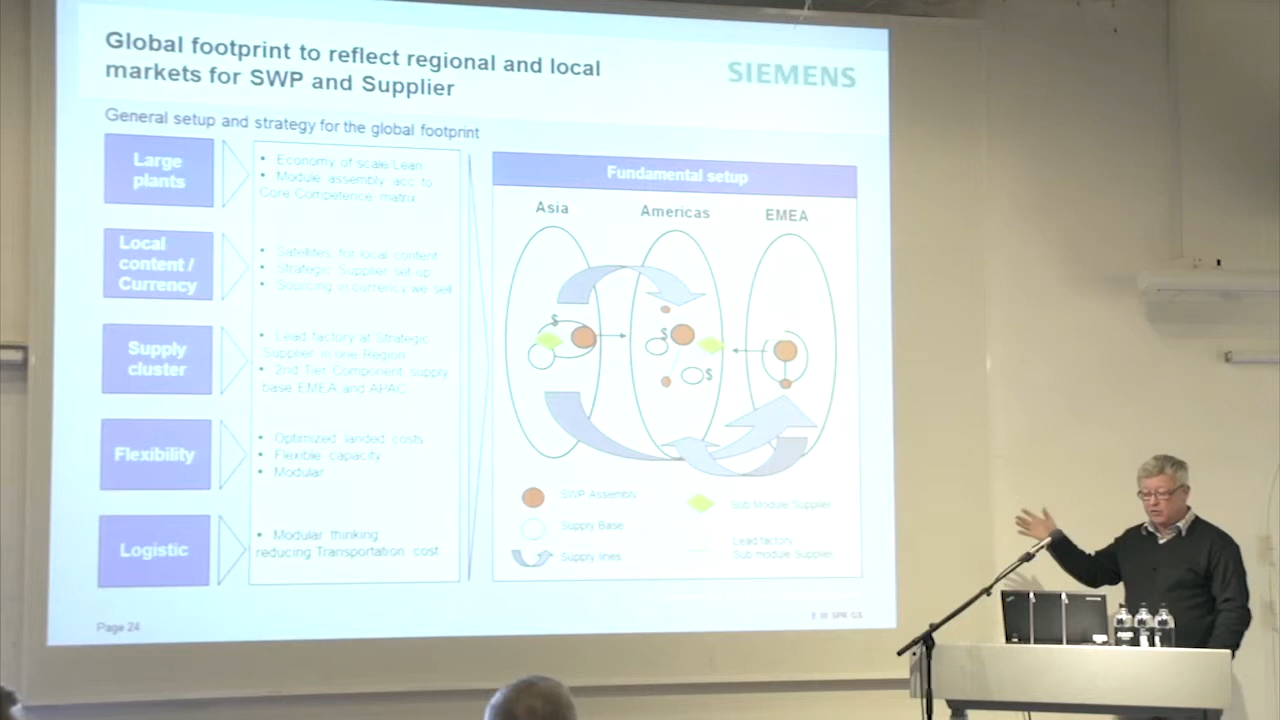 Global footprint to reflect regional and local
markets for SWP and Supplier
SIEMENS
General setup and strategy for the global footprint
Large
plants
• Economy of scale Lean
• Module assembly acc to
Core Competence matrix
Local
content /
Currency
• Satellites for local content
• Strategic Supplier set-up
• Sourcing in currency we sell
Supply
cluster
• Lead factory at Strategic
Supplier in one Region
• 2nd Tier Component supply
base EMEA and APAC
Flexibility
• Optimized landed costs
• Flexible capacity
• Modular
Logistic
• Modular thinking
reducing Transportation cost
Fundamental setup
Asia
Americas
EMEA
$
$
$
SWP Assembly
Sub Module Supplier
Supply Base
Supply lines
Lead factory
Sub module Supplier
Page 24